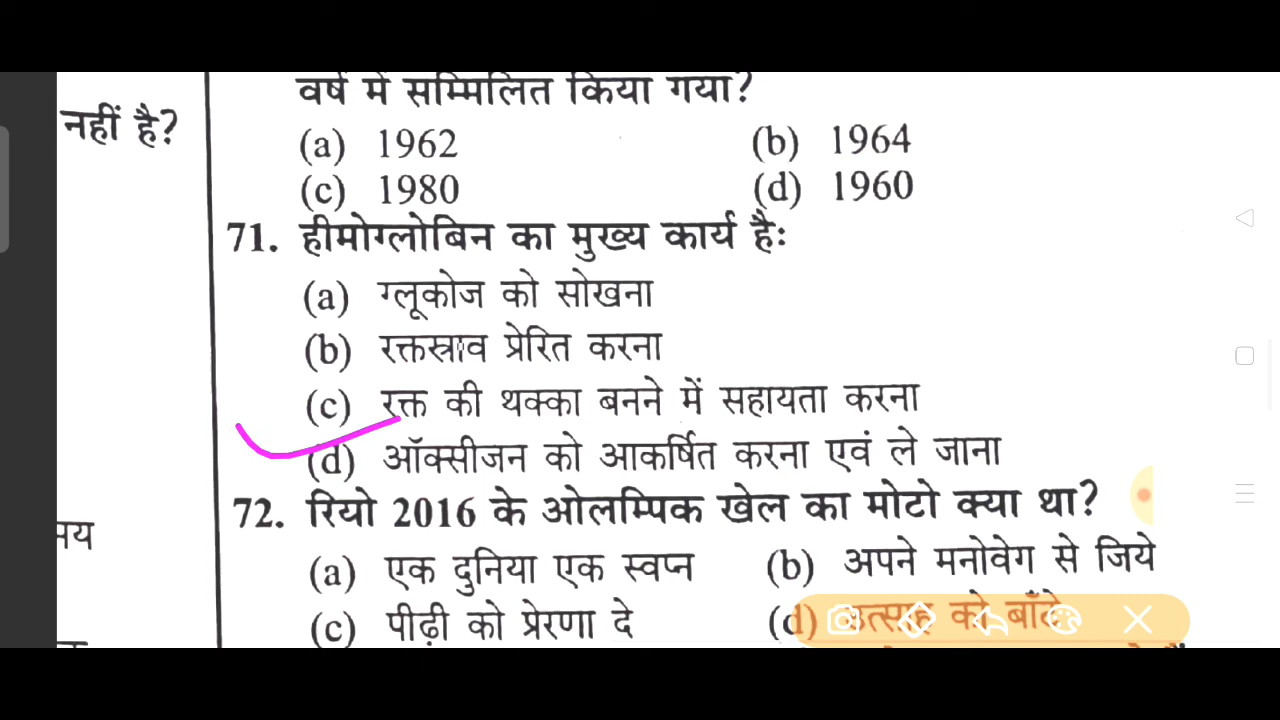 वर्ष में सम्मिलित किया गया?
नहीं है?
(a) 1962 (b) 1964
(c) 1980 (d) 1960
71. हीमोग्लोबिन का मुख्य कार्य है:
(a) ग्लूकोज को सोखना
(b) रक्तस्राव प्रेरित करना
(c) रक्त की थक्का बनने में सहायता करना
(d) ऑक्सीजन को आकर्षित करना एवं ले जाना
72. रियो 2016 के ओलम्पिक खेल का मोटो क्या था?
(a) एक दुनिया एक स्वप्न (b) अपने मनोवेग से जिये
(c) पीढ़ी को प्रेरणा दे (d) उत्साह को बाँटे